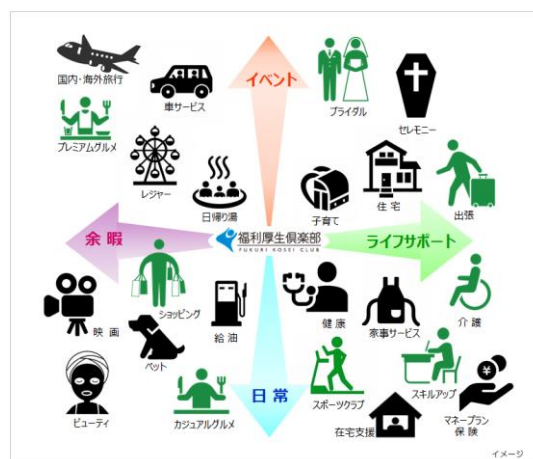 イベント
国内・海外旅行
車サービス
ブライダル
セレモニー
プレミアムグルメ
レジャー
日帰り湯
子育て
住宅
出張
余暇
福利厚生倶楽部
FUKURI KOSEI CLUB
ライフサポート
映画
ショッピング
給油
健康
家事サービス
介護
ペット
日常
スポーツクラブ
スキルアップ
ビューティ
カジュアルグルメ
在宅支援
マネープラン
保険
¥
イメージ